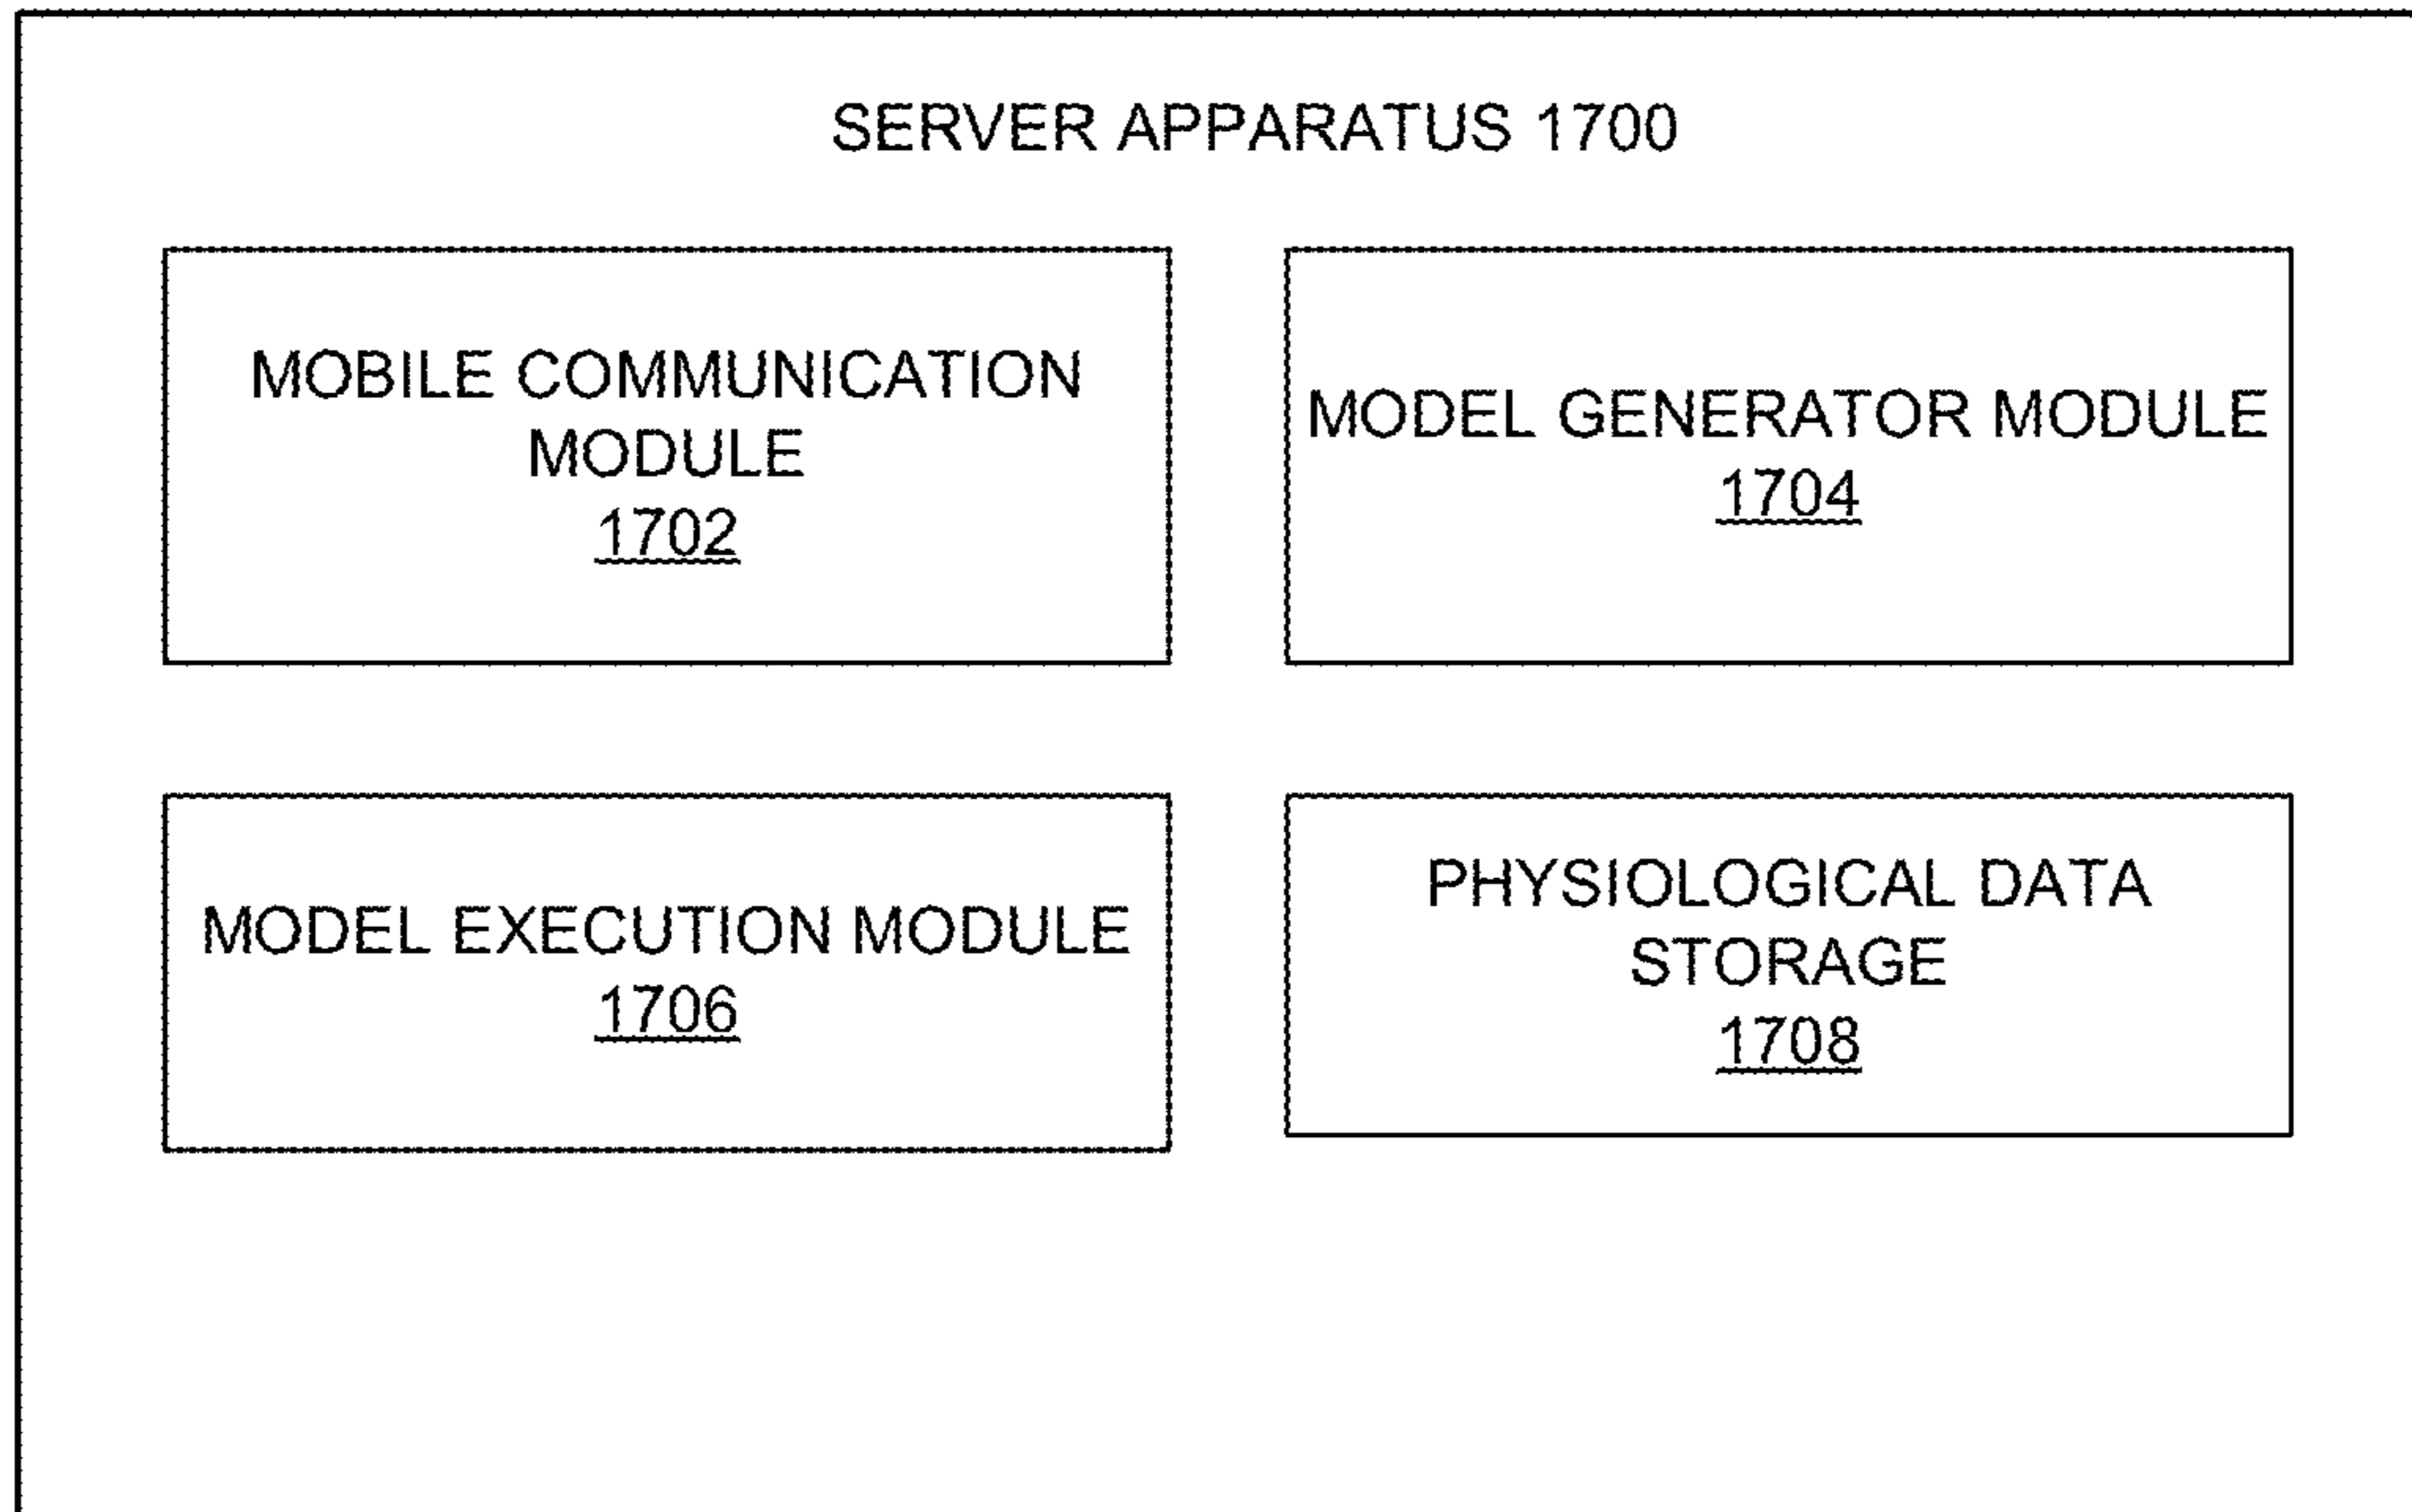 SERVER APPARATUS 1700
MOBILE COMMUNICATION
MODULE
1702
MODEL GENERATOR MODULE
1704
MODEL EXECUTION MODULE
1706
PHYSIOLOGICAL DATA
STORAGE
1708